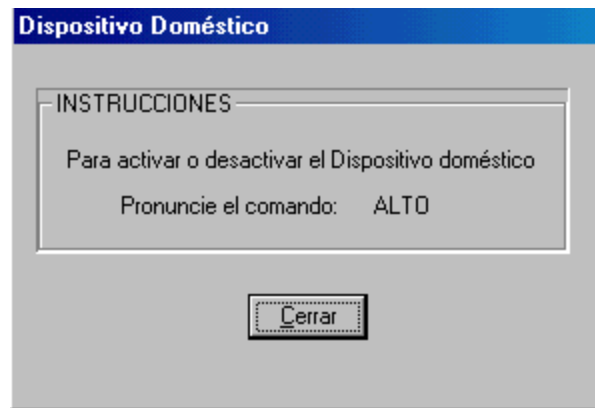 Dispositivo Doméstico
INSTRUCCIONES
Para activar o desactivar el Dispositivo doméstico
Pronuncie el comando: ALTO
Cerrar